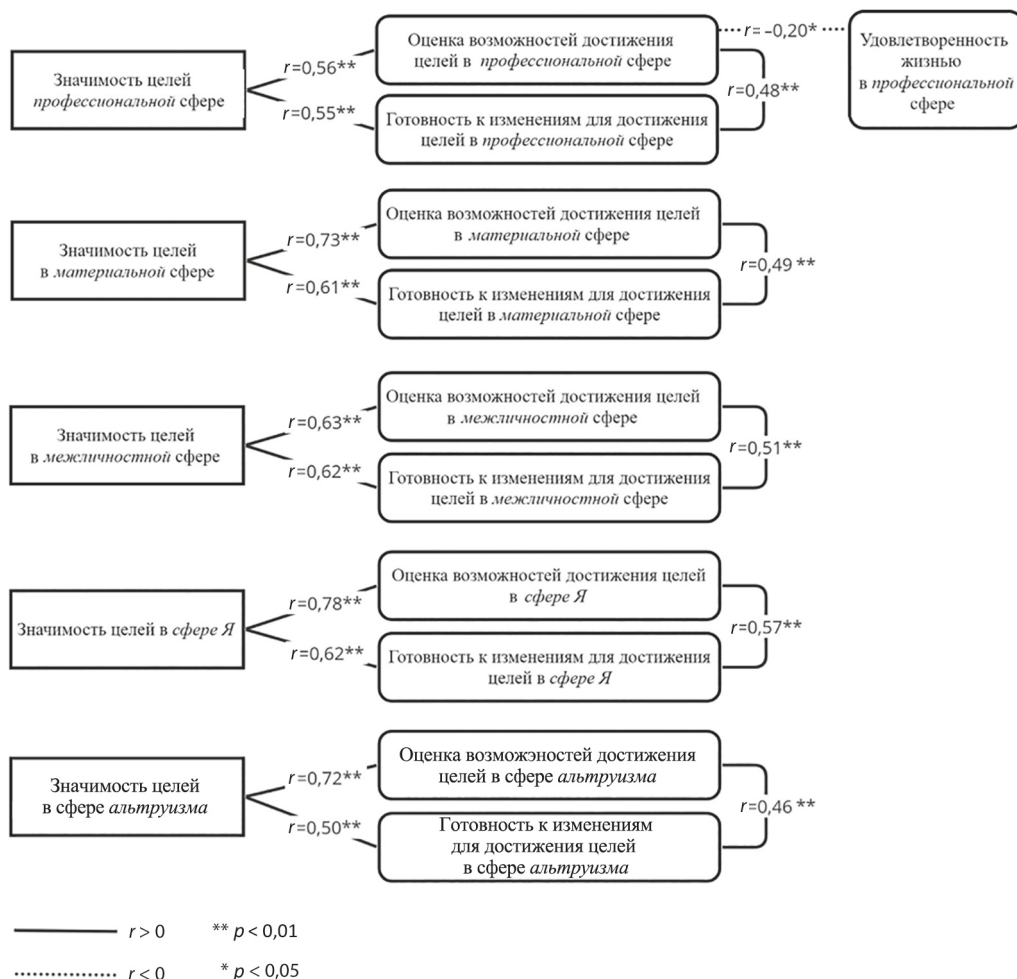 Оценка возможностей достижения
целей в профессиональной сфере
r = –0,20*
Удовлетворенность
жизнью
в профессиональной
сфере
Значимость целей
профессиональной сфере
r=0,56**
r=0,55**
r=0,48**
Готовность к изменениям для достижения
целей в профессиональной сфере
Значимость целей
в материальной сфере
r=0,73**
r=0,61**
Оценка возможностей достижения целей
в материальной сфере
Готовность к изменениям для достижения
целей в материальной сфере
r=0,49 **
Значимость целей
в межличностной сфере
r=0,63**
r=0,62**
Оценка возможностей достижения целей
в межличностной сфере
Готовность к изменениям для достижения
целей в межличностной сфере
r=0,51**
Значимость целей в сфере Я
r=0,78**
r=0,62**
Оценка возможностей достижения целей
в сфере Я
Готовность к изменениям для достижения
целей в сфере Я
r=0,57**
Значимость целей
в сфере альтруизма
r=0,72**
r=0,50**
Оценка возможэностей достижения
целей в сфере альтруизма
Готовность к изменениям
для достижения целей
в сфере альтруизма
r=0,46 **
r > 0 ** p < 0,01
r < 0 * p < 0,05